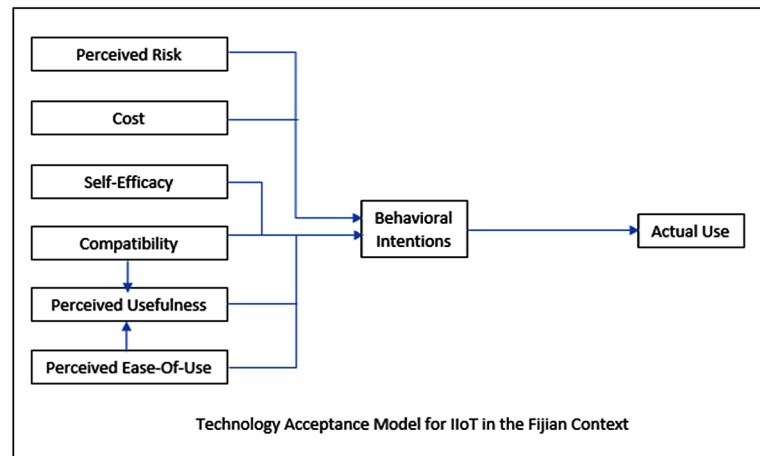 Perceived Risk
Cost
Self-Efficacy
Compatibility
Perceived Usefulness
Perceived Ease-Of-Use
Behavioral
Intentions
Actual Use
Technology Acceptance Model for IIoT in the Fijian Context